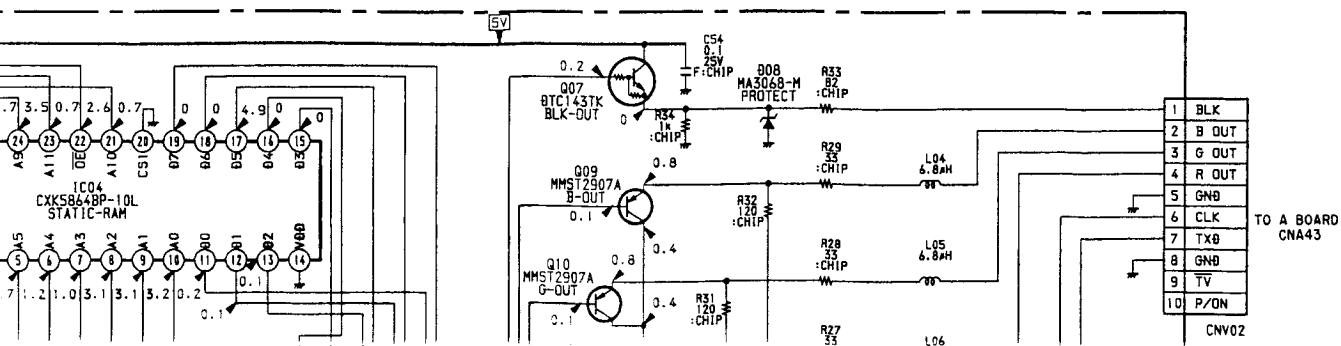 5V
C54
0.1
25V
F:CHIP
0.2
Q07
DTC143TK
BLK-OUT
0
R34
1k
:CHIP
D08
MA3068-M
PROTECT
R33
82
:CHIP
.7 3.5 0.7 2.6 0.7 0 0 4.9 0 0
24 23 22 21 20 19 18 17 16 15
A9 A11 OE A10 CS1 D7 D6 D5 D4 D3
IC04
CXK5864BP-10L
STATIC-RAM
A5 A4 A3 A2 A1 A0 D0 D1 D2 VDD
5 6 7 8 9 10 11 12 13 14
.7 1.2 1.0 3.1 3.1 3.2 0.2 0.1
0.1
Q09
MMST2907A
B-OUT
0.1
0.8
0.4
R32
120
:CHIP
R29
33
:CHIP
L04
6.8μH
Q10
MMST2907A
G-OUT
0.1
0.8
0.4
R31
120
:CHIP
R28
33
:CHIP
L05
6.8μH
R27
33
L06
1 BLK
2 B OUT
3 G OUT
4 R OUT
5 GND
6 CLK
7 TXD
8 GND
9 TV
10 P/ON
CNV02
TO A BOARD
CNA43